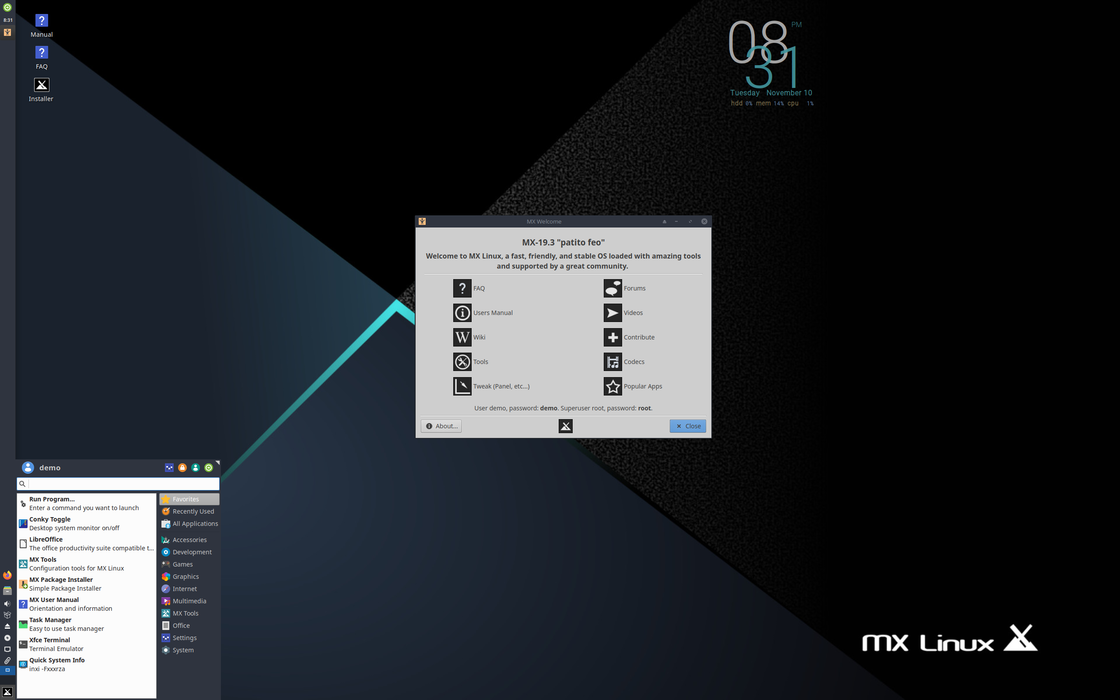 8:31
Manual
FAQ
Installer
08
PM
31
Tuesday November 10
hdd 0% mem 14% cpu 1%
MX Welcome
MX-19.3 "patito feo"
Welcome to MX Linux, a fast, friendly, and stable OS loaded with amazing tools
and supported by a great community.
FAQ
Forums
Users Manual
Videos
Wiki
Contribute
Tools
Codecs
Tweak (Panel, etc...)
Popular Apps
User demo, password: demo. Superuser root, password: root.
About...
Close
demo
Run Program...
Enter a command you want to launch
Conky Toggle
Desktop system monitor on/off
LibreOffice
The office productivity suite compatible t...
MX Tools
Configuration tools for MX Linux
MX Package Installer
Simple Package Installer
MX User Manual
Orientation and information
Task Manager
Easy to use task manager
Xfce Terminal
Terminal Emulator
Quick System Info
inxi -Fxxxrza
Favorites
Recently Used
All Applications
Accessories
Development
Games
Graphics
Internet
Multimedia
MX Tools
Office
Settings
System
MX Linux